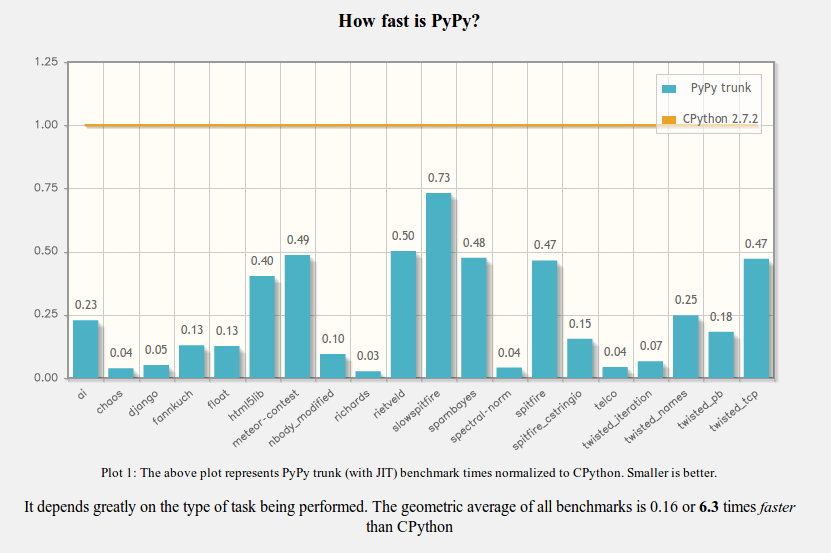 How fast is PyPy?
1.25
1.00
0.75
0.50
0.25
0.00
PyPy trunk
CPython 2.7.2
0.23
0.04
0.05
0.13
0.13
0.40
0.49
0.10
0.03
0.50
0.73
0.48
0.04
0.47
0.15
0.04
0.07
0.25
0.18
0.47
ai
chaos
django
fannkuch
float
html5lib
meteor-contest
nbody_modified
richards
rietveld
slowspitfire
spambayes
spectral-norm
spitfire
spitfire_cstringio
telco
twisted_iteration
twisted_names
twisted_pb
twisted_tcp
Plot 1: The above plot represents PyPy trunk (with JIT) benchmark times normalized to CPython. Smaller is better.
It depends greatly on the type of task being performed. The geometric average of all benchmarks is 0.16 or 6.3 times faster
than CPython